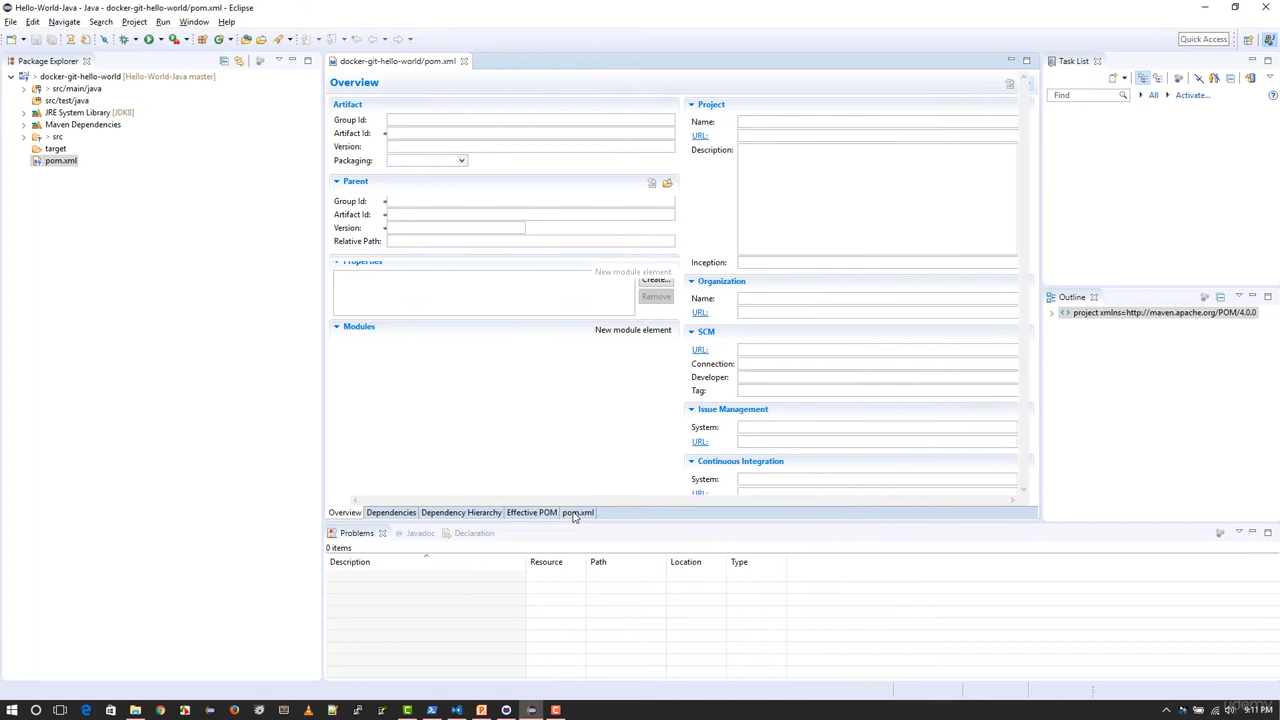 Hello-World-Java - Java - docker-git-hello-world/pom.xml - Eclipse
File Edit Navigate Search Project Run Window Help
Quick Access
Package Explorer
> docker-git-hello-world [Hello-World-Java master]
> src/main/java
src/test/java
JRE System Library [JDK8]
Maven Dependencies
> src
target
pom.xml
docker-git-hello-world/pom.xml
Overview
Artifact
Group Id:
Artifact Id:
Version:
Packaging:
Parent
Group Id:
Artifact Id:
Version:
Relative Path:
Properties
New module element
Create...
Remove
Modules
New module element
Project
Name:
URL:
Description:
Inception:
Organization
Name:
URL:
SCM
URL:
Connection:
Developer:
Tag:
Issue Management
System:
URL:
Continuous Integration
System:
URL:
Overview Dependencies Dependency Hierarchy Effective POM pom.xml
Task List
Find All Activate...
Outline
project xmlns=http://maven.apache.org/POM/4.0.0
Problems Javadoc Declaration
0 items
Description Resource Path Location Type
udemy
9:11 PM